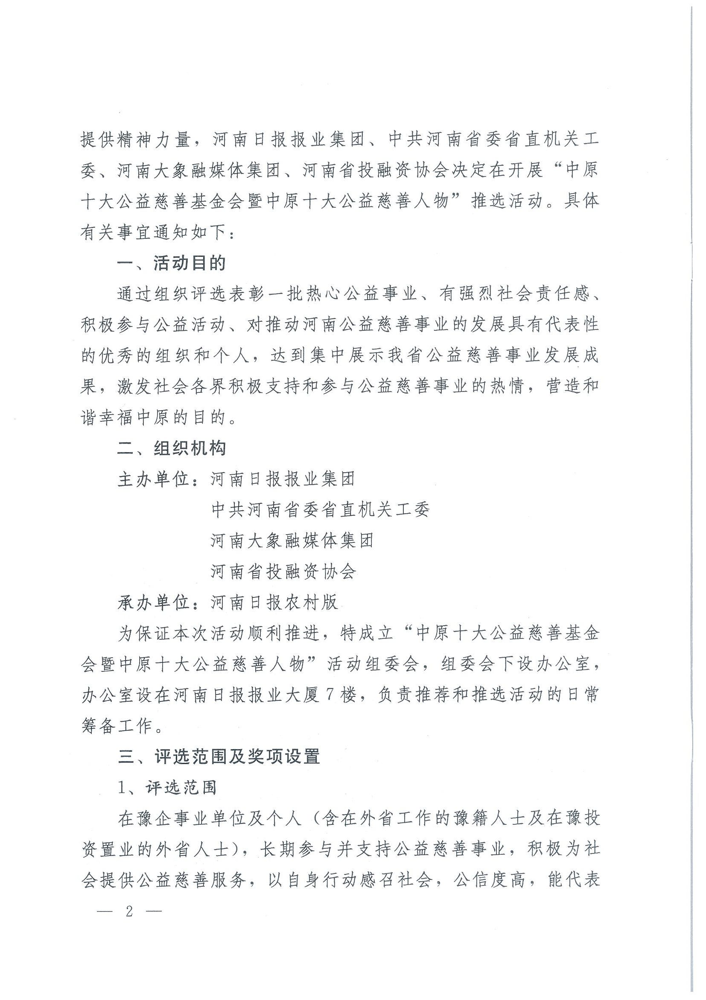 提供精神力量，河南日报报业集团、中共河南省委省直机关工
委、河南大象融媒体集团、河南省投融资协会决定在开展“中原
十大公益慈善基金会暨中原十大公益慈善人物”推选活动。具体
有关事宜通知如下：
一、活动目的
通过组织评选表彰一批热心公益事业、有强烈社会责任感、
积极参与公益活动、对推动河南公益慈善事业的发展具有代表性
的优秀的组织和个人，达到集中展示我省公益慈善事业发展成
果，激发社会各界积极支持和参与公益慈善事业的热情，营造和
谐幸福中原的目的。
二、组织机构
主办单位：河南日报报业集团
中共河南省委省直机关工委
河南大象融媒体集团
河南省投融资协会
承办单位：河南日报农村版
为保证本次活动顺利推进，特成立“中原十大公益慈善基金
会暨中原十大公益慈善人物”活动组委会，组委会下设办公室，
办公室设在河南日报报业大厦7楼，负责推荐和推选活动的日常
筹备工作。
三、评选范围及奖项设置
1、评选范围
在豫企事业单位及个人（含在外省工作的豫籍人士及在豫投
资置业的外省人士），长期参与并支持公益慈善事业，积极为社
会提供公益慈善服务，以自身行动感召社会，公信度高，能代表
— 2 —